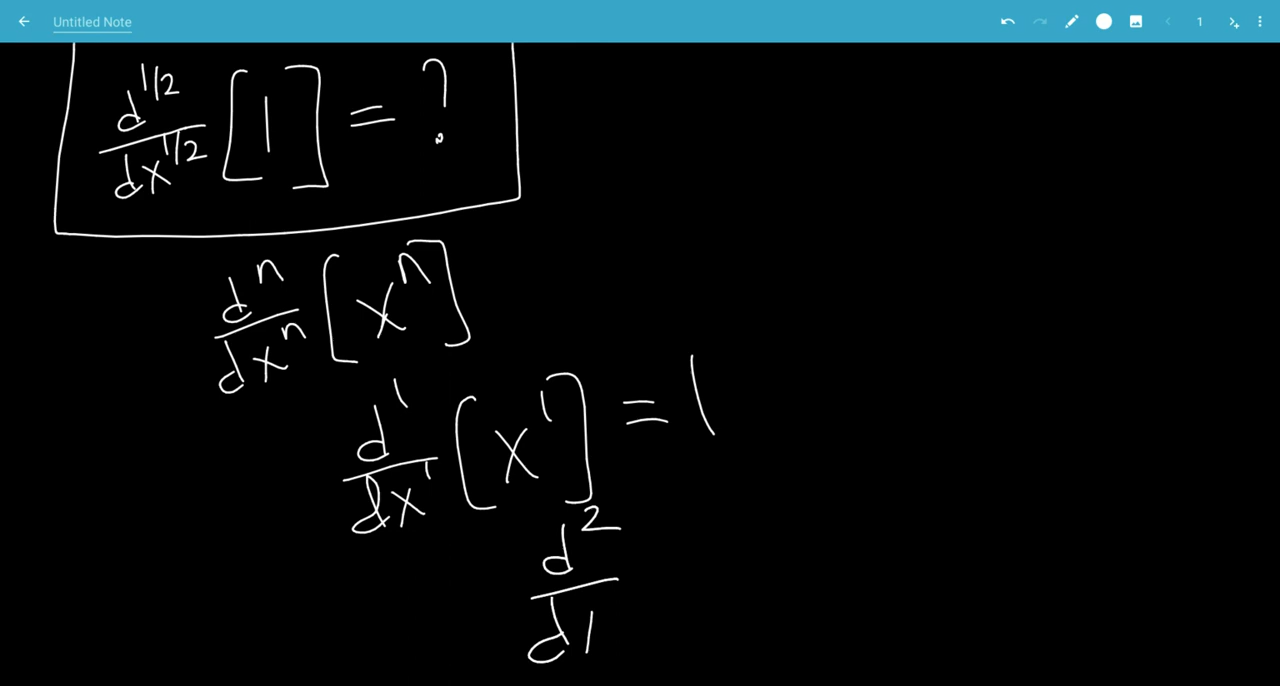 Untitled Note
1
d^1/2/dx^1/2 [1] = ?
d^n/dx^n [x^n]
d^1/dx^1 [x^1] = 1
d^2/d1